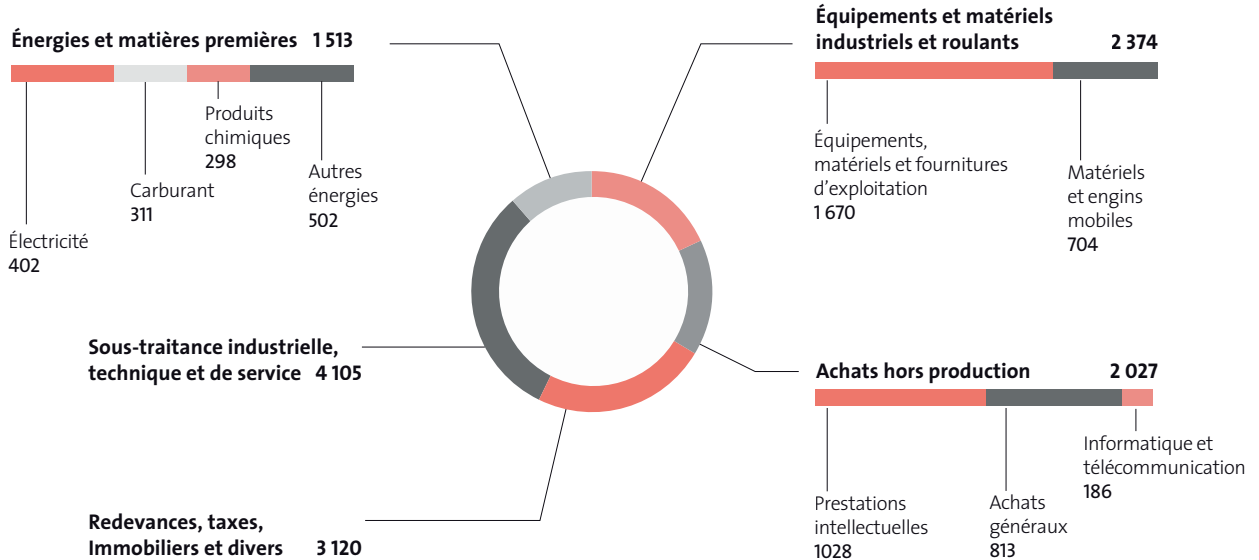 Énergies et matières premières 1 513
Électricité
402
Carburant
311
Produits
chimiques
298
Autres
énergies
502
Équipements et matériels
industriels et roulants 2 374
Équipements,
matériels et fournitures
d'exploitation
1 670
Matériels
et engins
mobiles
704
Sous-traitance industrielle,
technique et de service 4 105
Achats hors production 2 027
Prestations
intellectuelles
1028
Achats
généraux
813
Informatique et
télécommunication
186
Redevances, taxes,
Immobiliers et divers 3 120